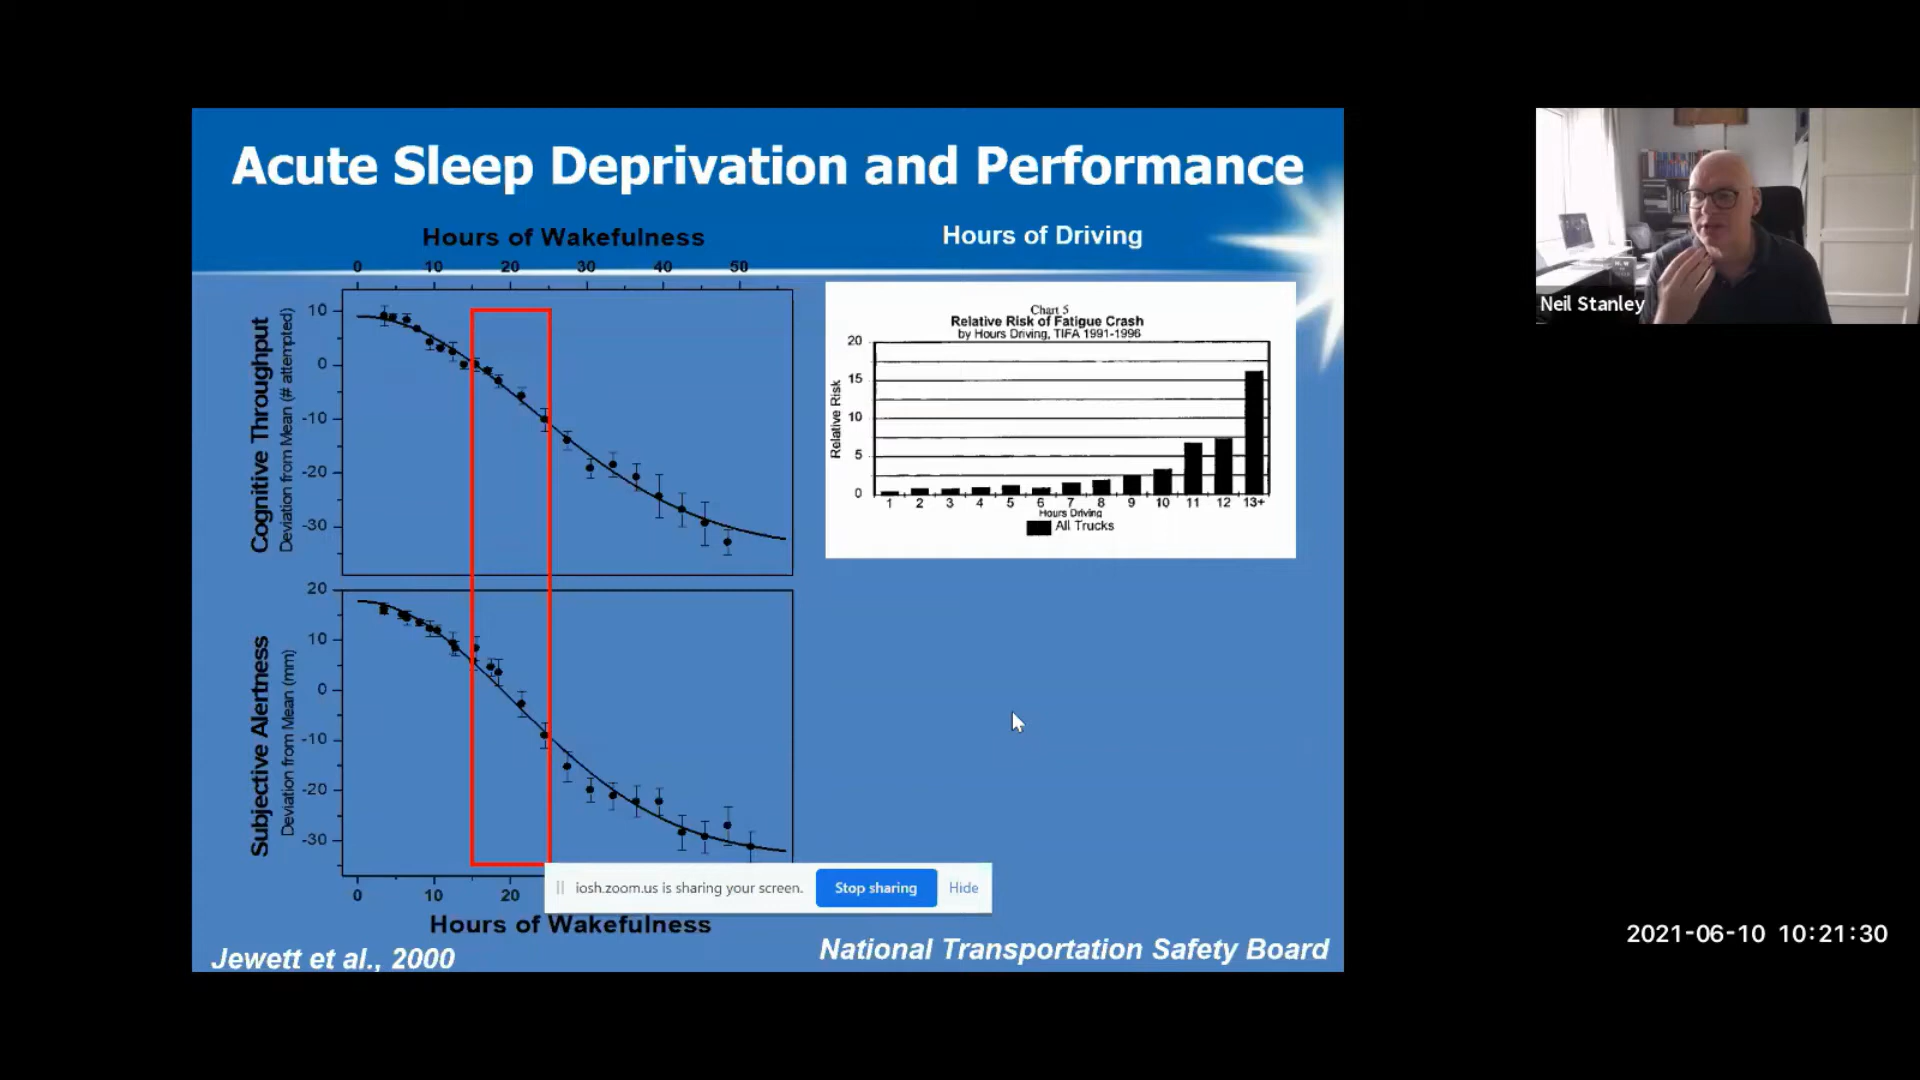 Acute Sleep Deprivation and Performance
Hours of Wakefulness
0 10 20 30 40 50
Cognitive Throughput
Deviation from Mean (# attempted)
10
0
-10
-20
-30
Subjective Alertness
Deviation from Mean (mm)
20
10
0
-10
-20
-30
0 10 20
Hours of Wakefulness
Jewett et al., 2000
Hours of Driving
Chart 5
Relative Risk of Fatigue Crash
by Hours Driving, TIFA 1991-1996
Relative Risk
20
15
10
5
0
1 2 3 4 5 6 7 8 9 10 11 12 13+
Hours Driving
All Trucks
National Transportation Safety Board
iosh.zoom.us is sharing your screen. Stop sharing Hide
Neil Stanley
2021-06-10 10:21:30